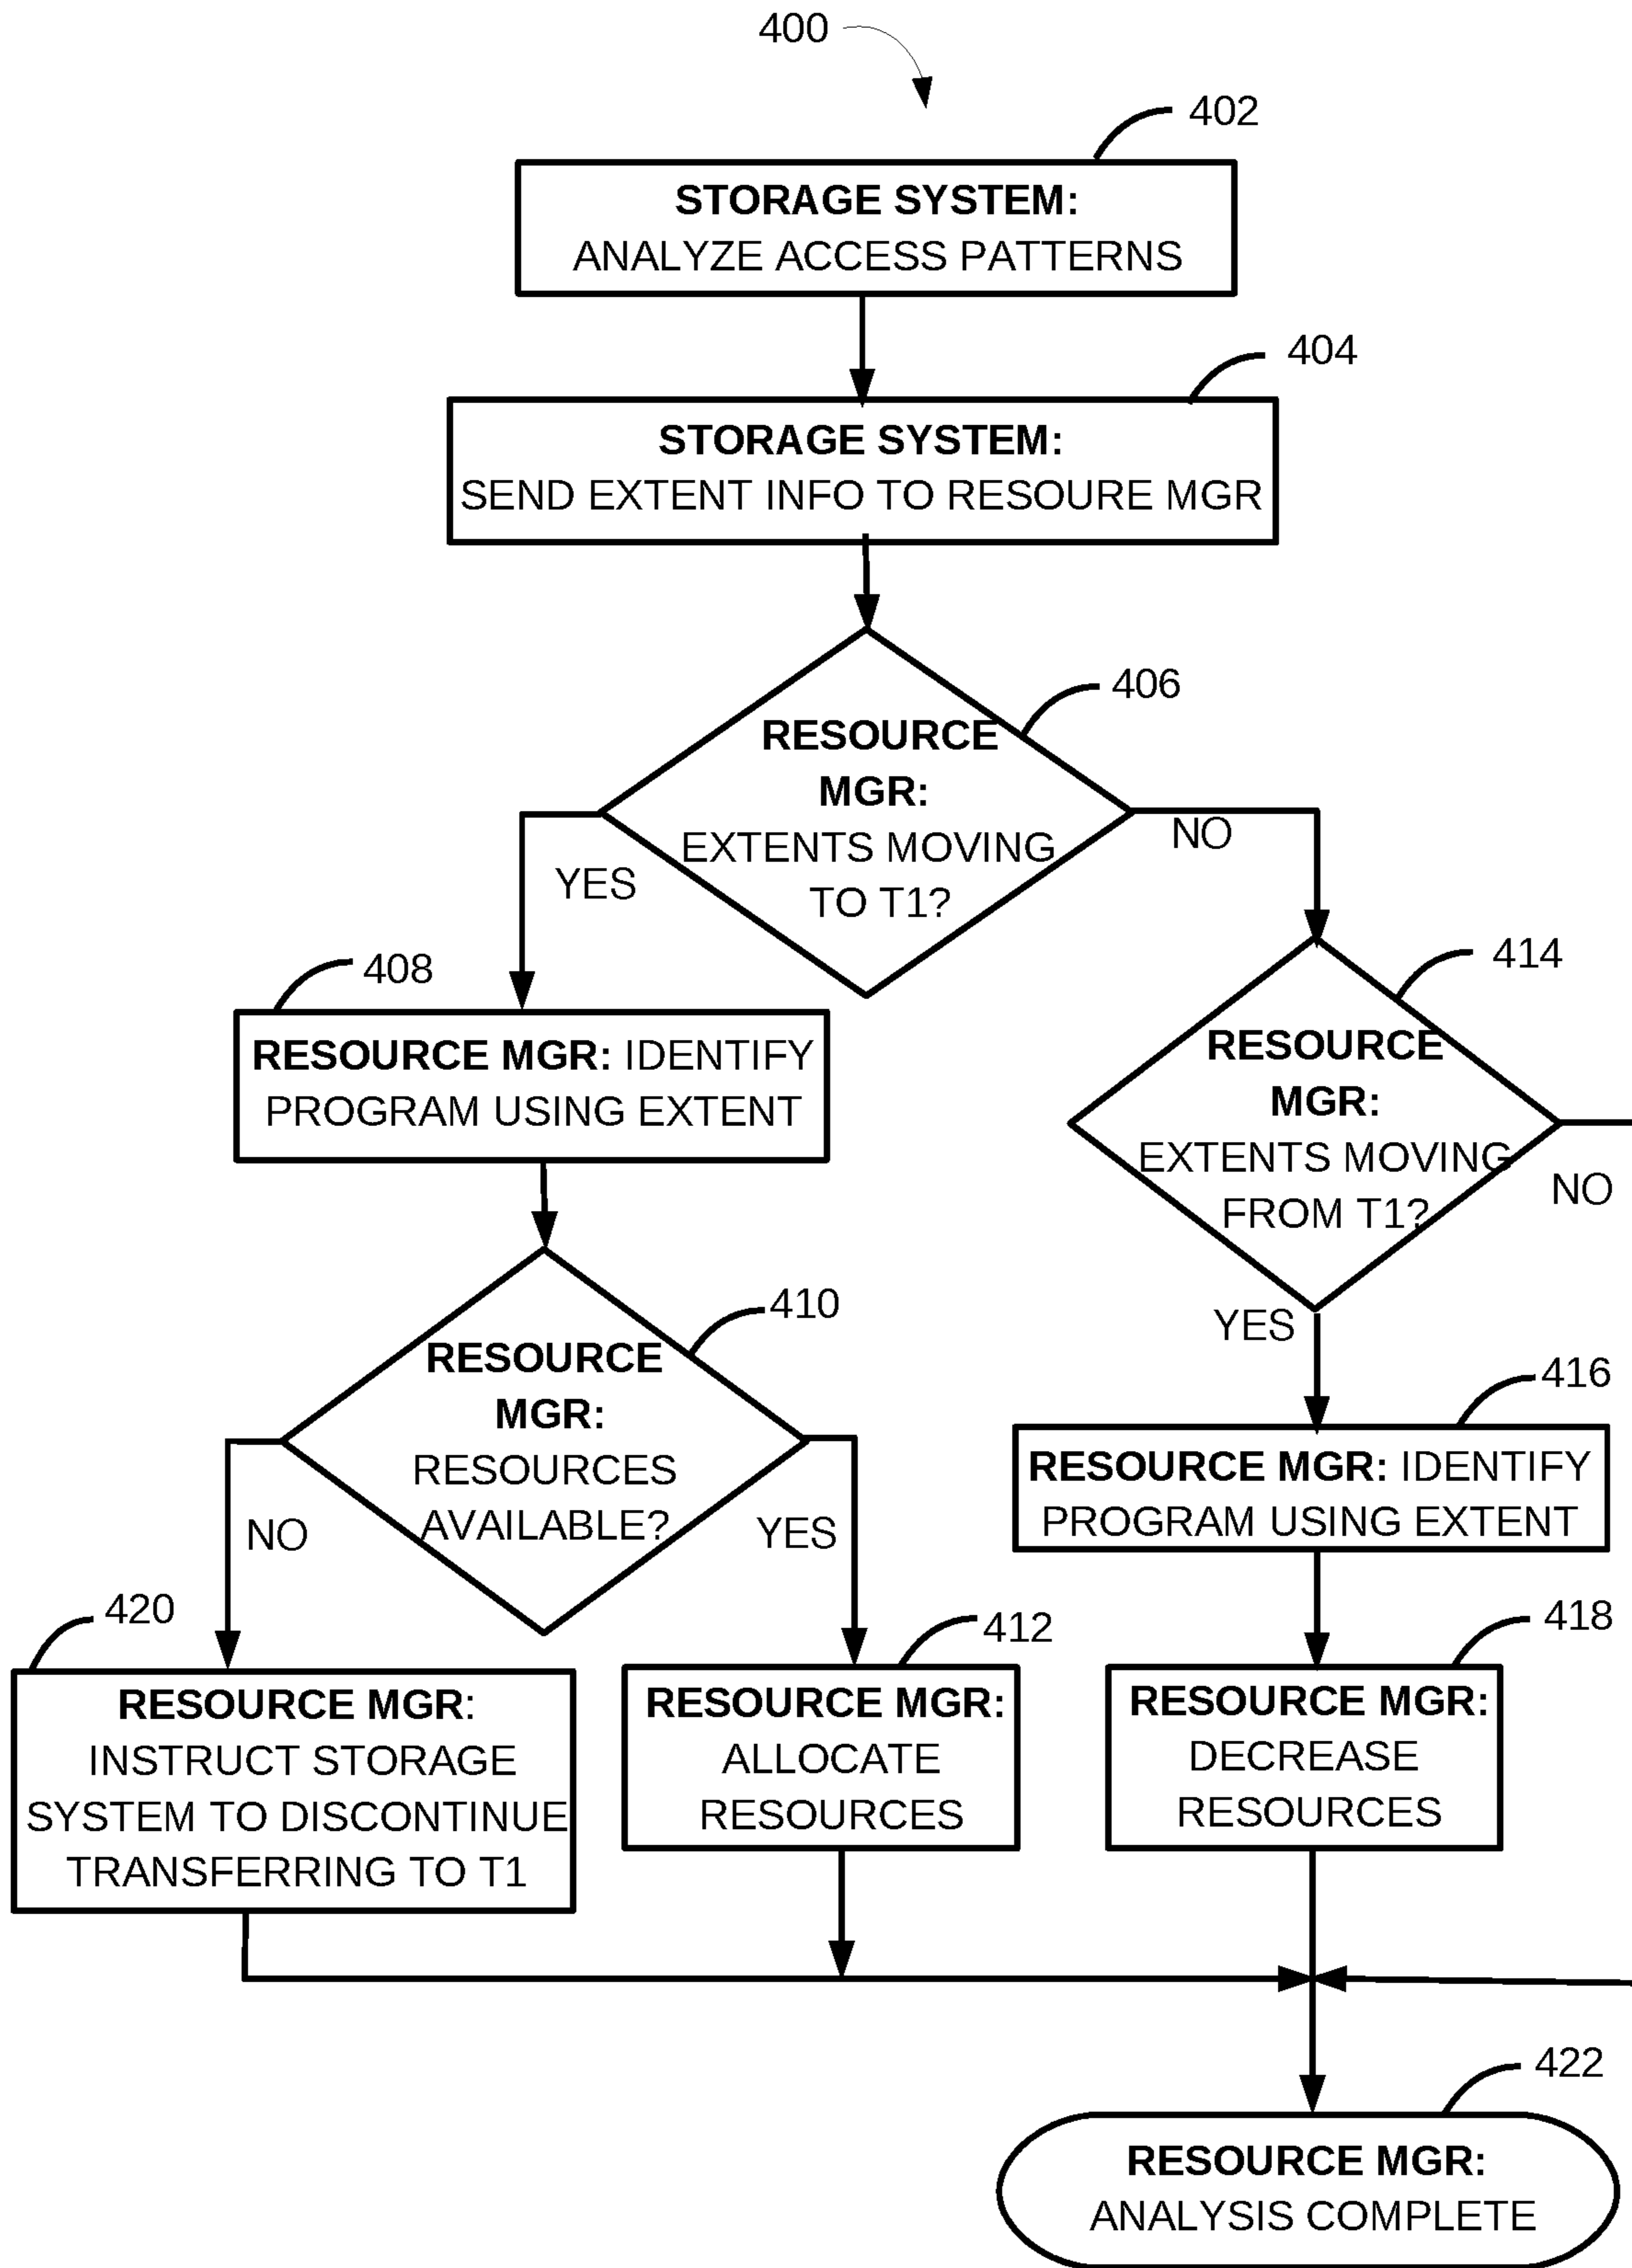 400
402
STORAGE SYSTEM:
ANALYZE ACCESS PATTERNS
404
STORAGE SYSTEM:
SEND EXTENT INFO TO RESOURE MGR
406
RESOURCE
MGR:
EXTENTS MOVING
TO T1?
YES
NO
408
RESOURCE MGR: IDENTIFY
PROGRAM USING EXTENT
414
RESOURCE
MGR:
EXTENTS MOVING
FROM T1?
NO
YES
410
RESOURCE
MGR:
RESOURCES
AVAILABLE?
NO
YES
416
RESOURCE MGR: IDENTIFY
PROGRAM USING EXTENT
420
RESOURCE MGR:
INSTRUCT STORAGE
SYSTEM TO DISCONTINUE
TRANSFERRING TO T1
412
RESOURCE MGR:
ALLOCATE
RESOURCES
418
RESOURCE MGR:
DECREASE
RESOURCES
422
RESOURCE MGR:
ANALYSIS COMPLETE